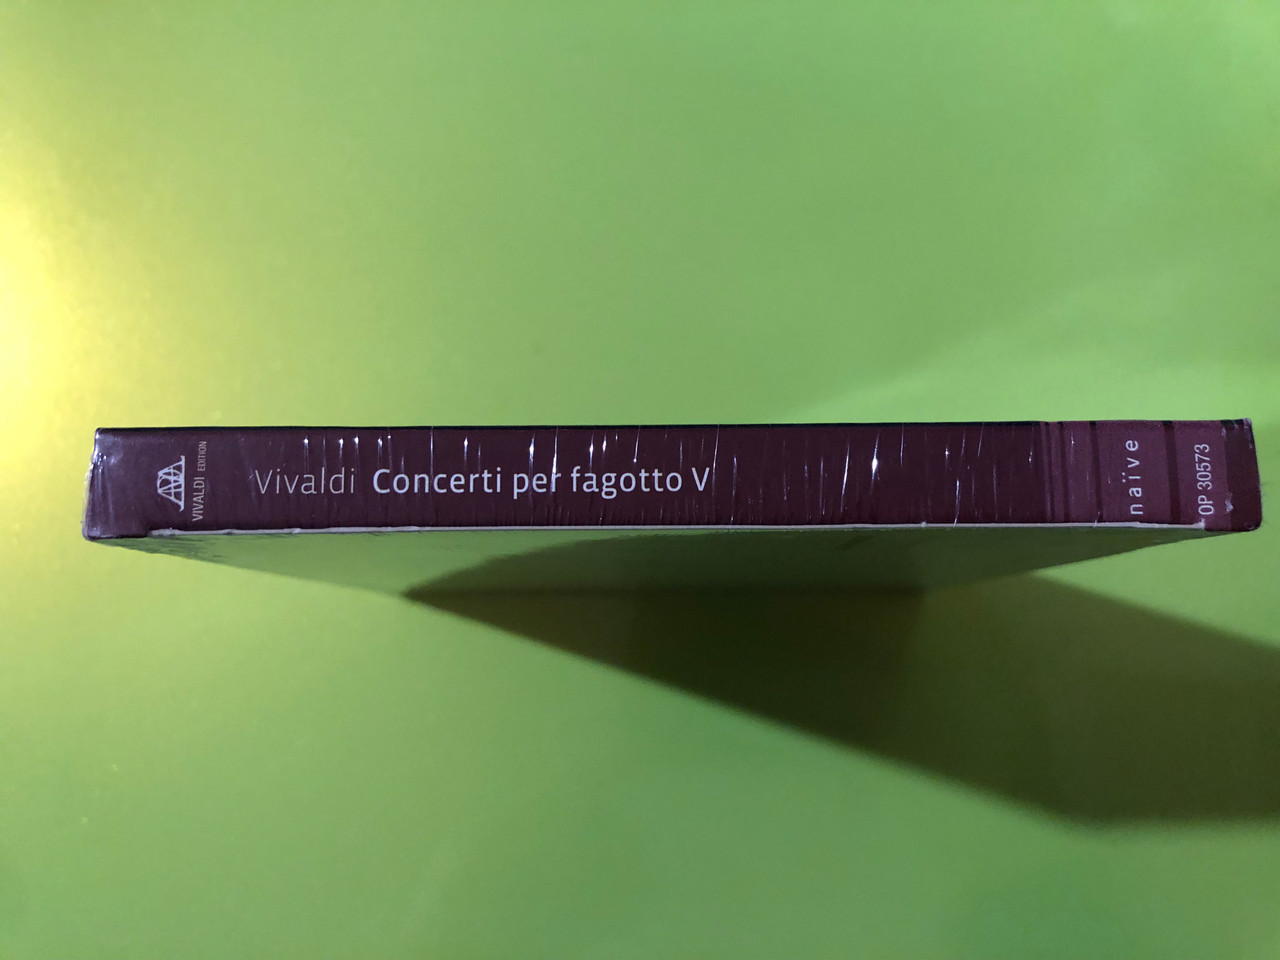 VIVALDI EDITION
Vivaldi Concerti per fagotto V
naïve
OP 30573